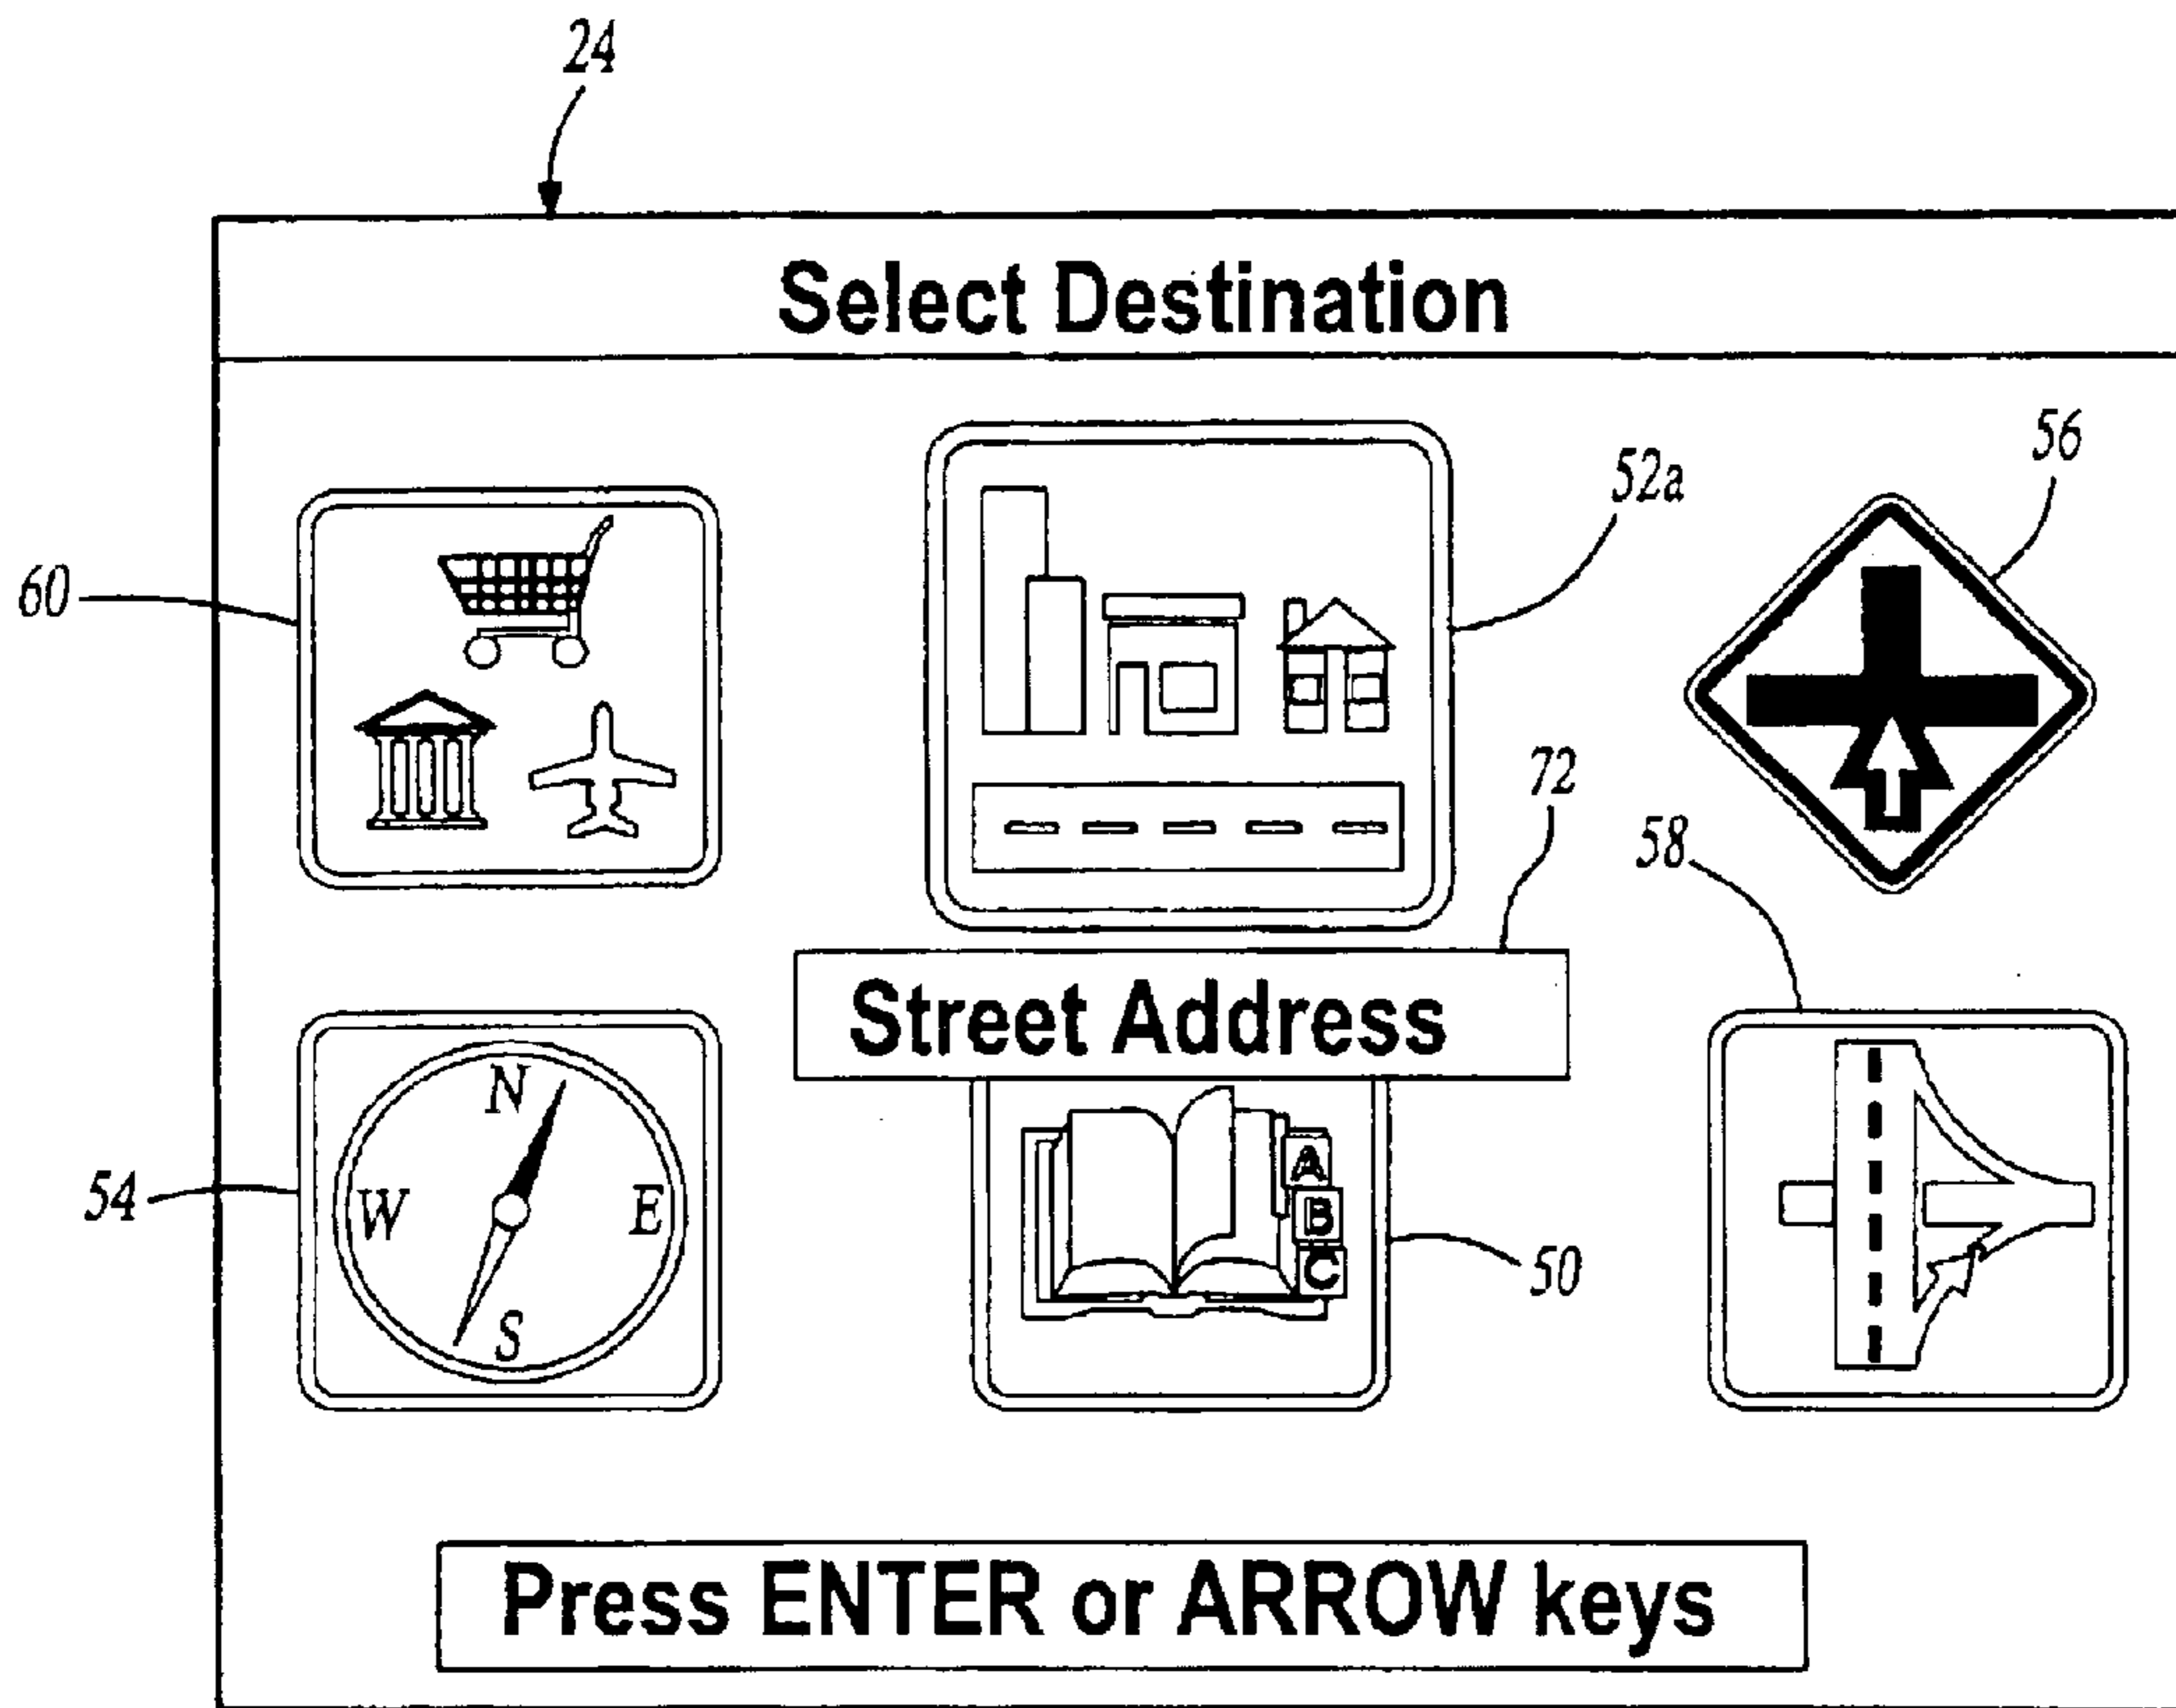 24
Select Destination
56
52a
60
72
58
Street Address
N
W E
S
54
A
B
C
50
Press ENTER or ARROW keys